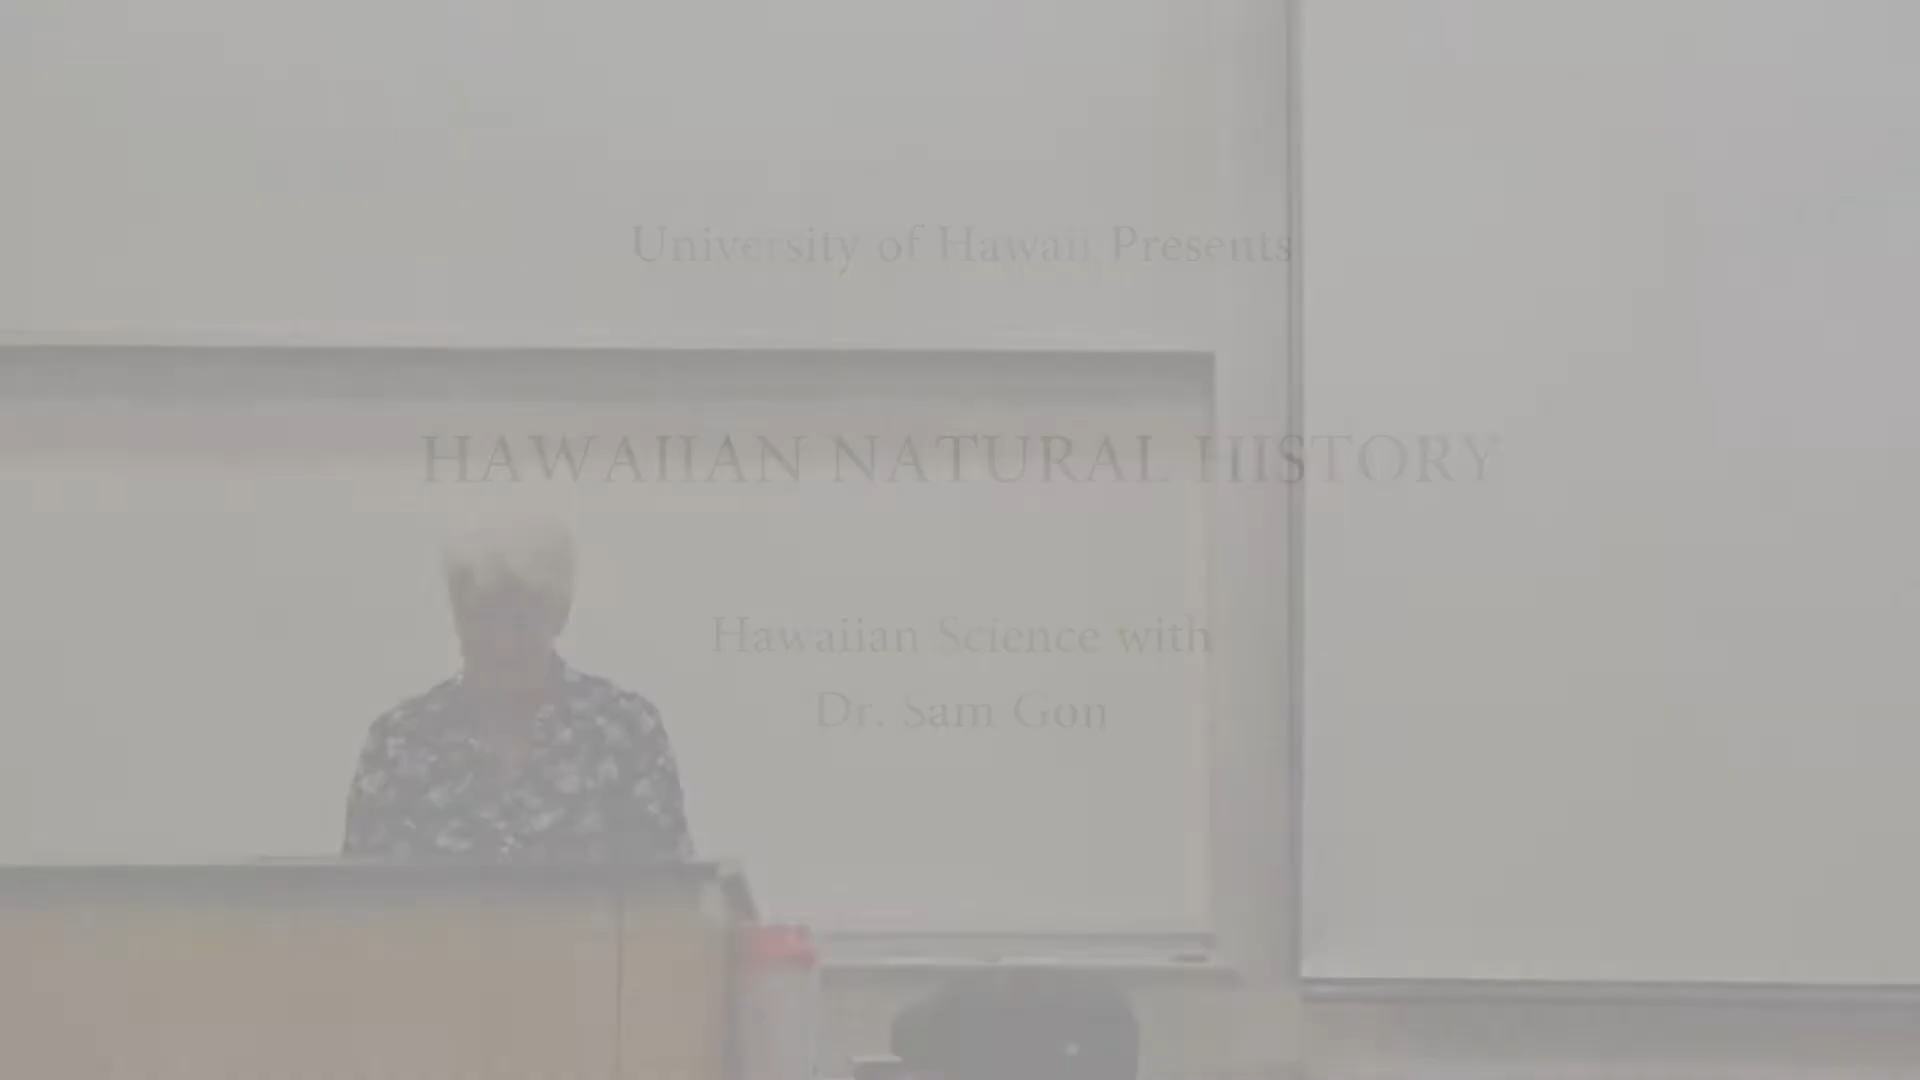 University of Hawaii Presents
HAWAIIAN NATURAL HISTORY
Hawaiian Science with
Dr. Sam Gon